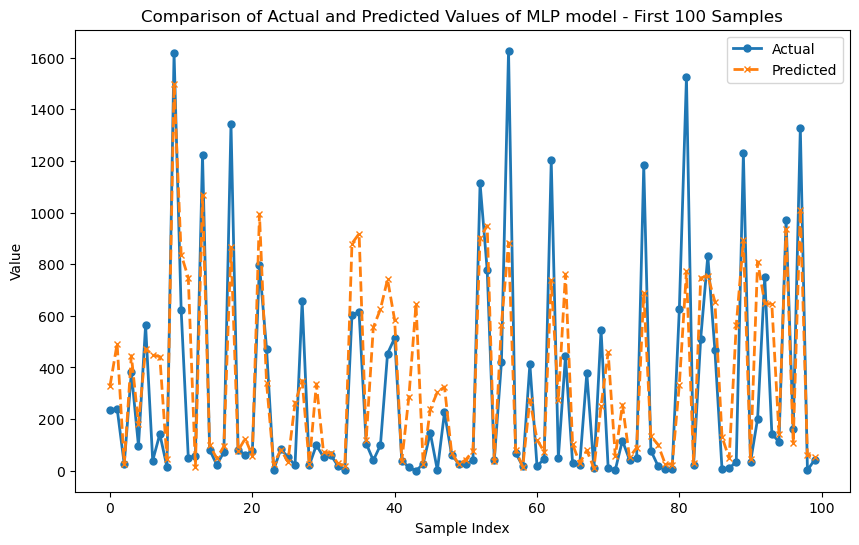 Comparison of Actual and Predicted Values of MLP model - First 100 Samples
Actual
Predicted
Value
1600
1400
1200
1000
800
600
400
200
0
0 20 40 60 80 100
Sample Index